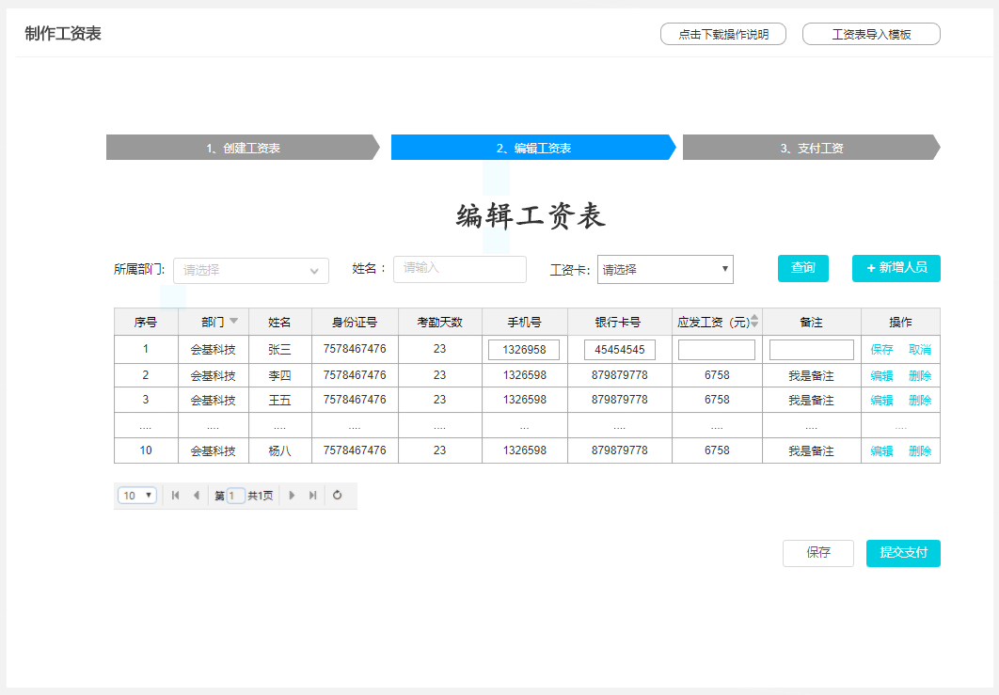 制作工资表 点击下载操作说明 工资表导入模板
1、创建工资表 2、编辑工资表 3、支付工资
编辑工资表
所属部门: 请选择 姓名： 请输入 工资卡: 请选择 查询 + 新增人员
序号 部门 姓名 身份证号 考勤天数 手机号 银行卡号 应发工资（元） 备注 操作
1 会基科技 张三 7578467476 23 1326958 45454545 保存 取消
2 会基科技 李四 7578467476 23 1326598 879879778 6758 我是备注 编辑 删除
3 会基科技 王五 7578467476 23 1326598 879879778 6758 我是备注 编辑 删除
.... .... .... .... .... ... .... .... .... ....
10 会基科技 杨八 7578467476 23 1326598 879879778 6758 我是备注 编辑 删除
10 第 1 共1页
保存 提交支付